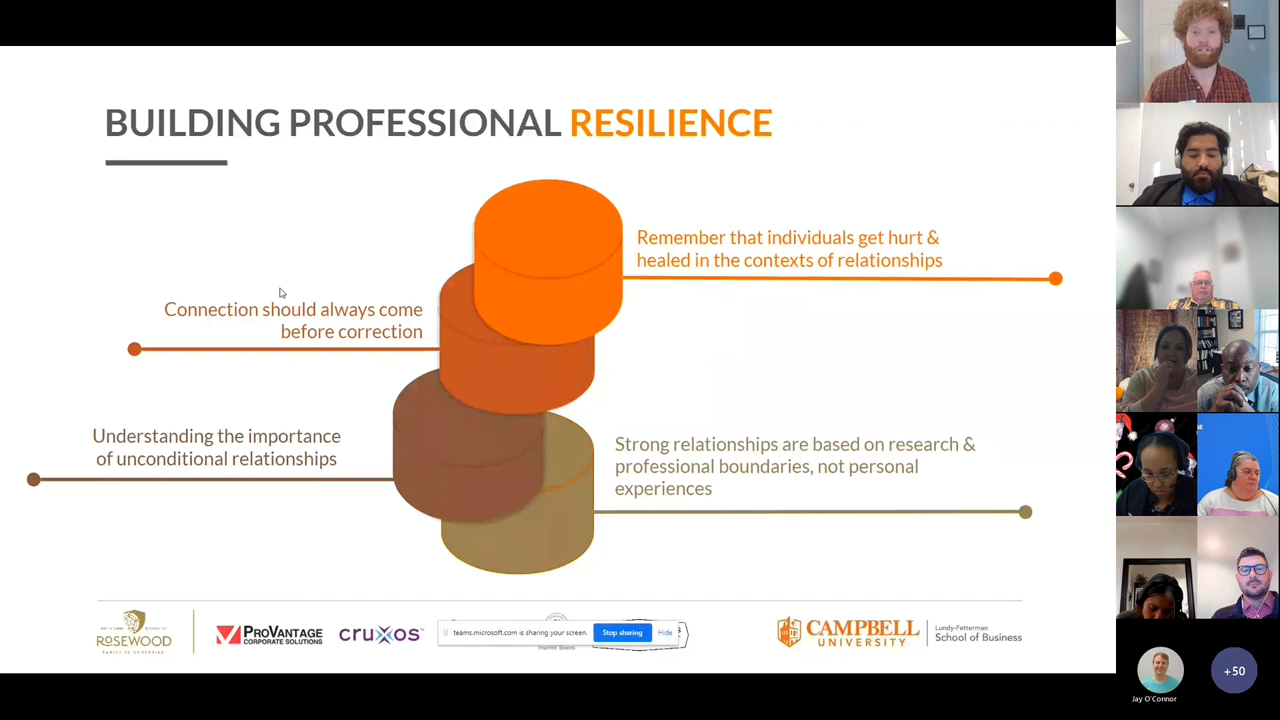 BUILDING PROFESSIONAL RESILIENCE
Remember that individuals get hurt &
healed in the contexts of relationships
Connection should always come
before correction
Understanding the importance
of unconditional relationships
Strong relationships are based on research &
professional boundaries, not personal
experiences
ROSEWOOD
PROVANTAGE
CORPORATE SOLUTIONS
cruxos
teams.microsoft.com is sharing your screen.
Stop sharing
Hide
Inspired Spaces
CAMPBELL
UNIVERSITY
Lundy-Fetterman
School of Business
Jay O'Connor
+50